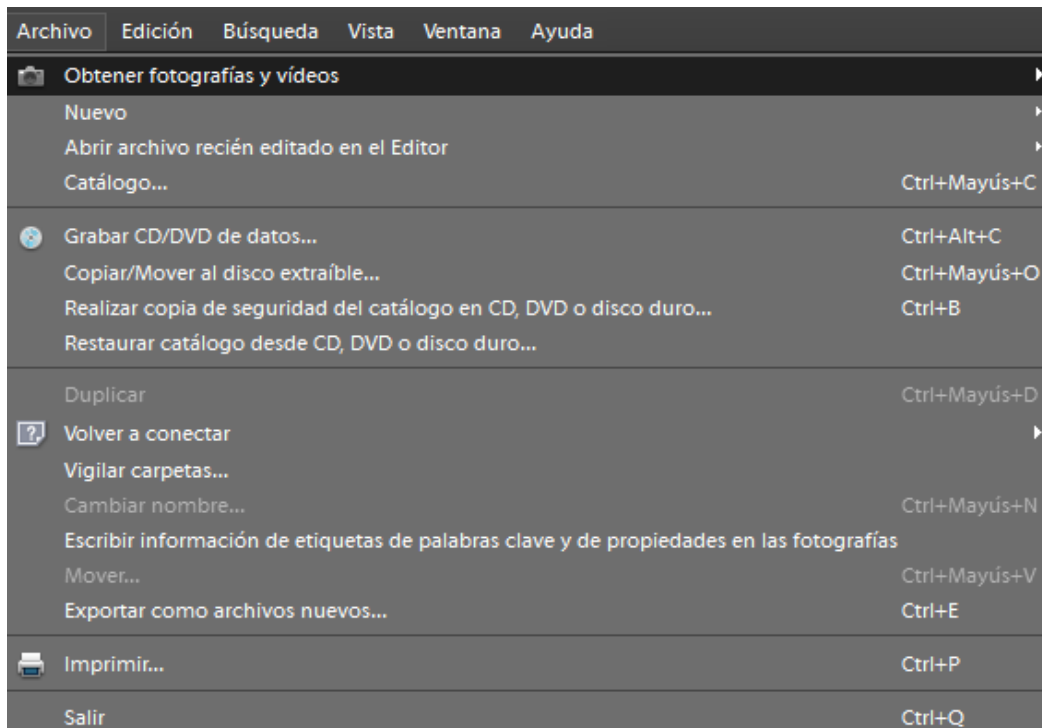 Archivo Edición Búsqueda Vista Ventana Ayuda
Obtener fotografías y vídeos
Nuevo
Abrir archivo recién editado en el Editor
Catálogo... Ctrl+Mayús+C
Grabar CD/DVD de datos... Ctrl+Alt+C
Copiar/Mover al disco extraíble... Ctrl+Mayús+O
Realizar copia de seguridad del catálogo en CD, DVD o disco duro... Ctrl+B
Restaurar catálogo desde CD, DVD o disco duro...
Duplicar Ctrl+Mayús+D
Volver a conectar
Vigilar carpetas...
Cambiar nombre... Ctrl+Mayús+N
Escribir información de etiquetas de palabras clave y de propiedades en las fotografías
Mover... Ctrl+Mayús+V
Exportar como archivos nuevos... Ctrl+E
Imprimir... Ctrl+P
Salir Ctrl+Q